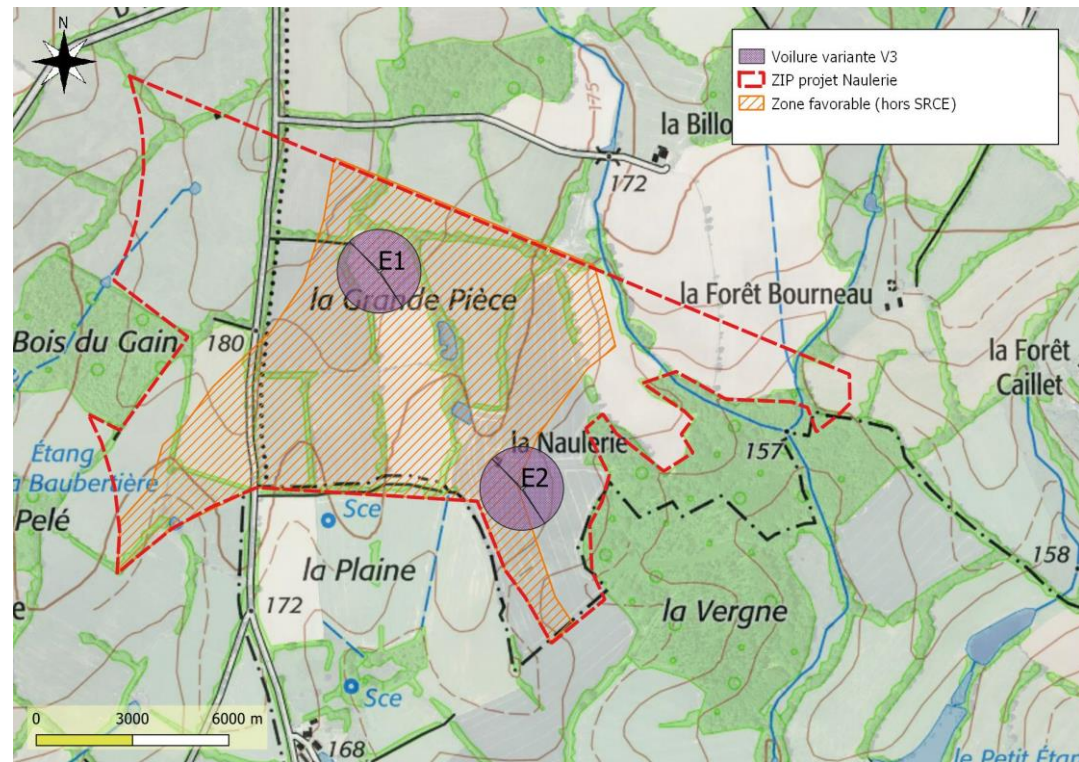 N
Voilure variante V3
ZIP projet Naulerie
Zone favorable (hors SRCE)
175
la Billo
172
E1
la Grande Pièce
la Forêt Bourneau
Bois du Gain
180
la Forêt
Caillet
Étang
la Naulerie
157
E2
Pelé
Sce
158
la Plaine
la Vergne
172
e
Sce
0 3000 6000 m
168
le Petit Étan